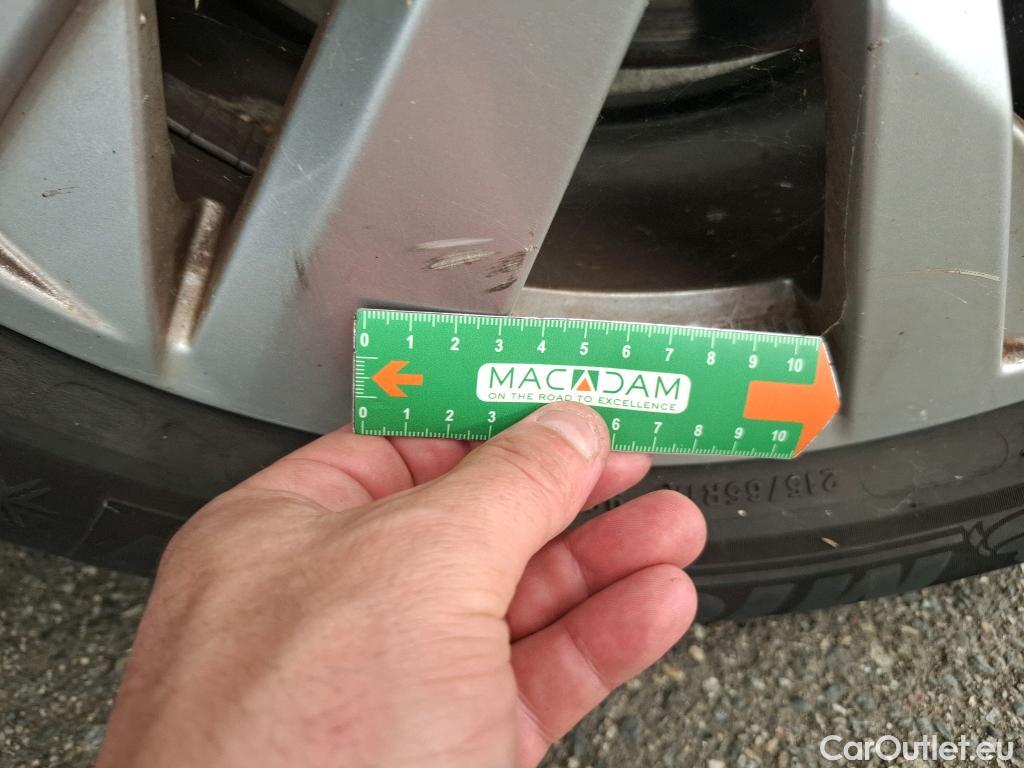 0 1 2 3 4 5 6 7 8 9 10
MACADAM
ON THE ROAD TO EXCELLENCE
0 1 2 3 6 7 8 9 10
CarOutlet.eu